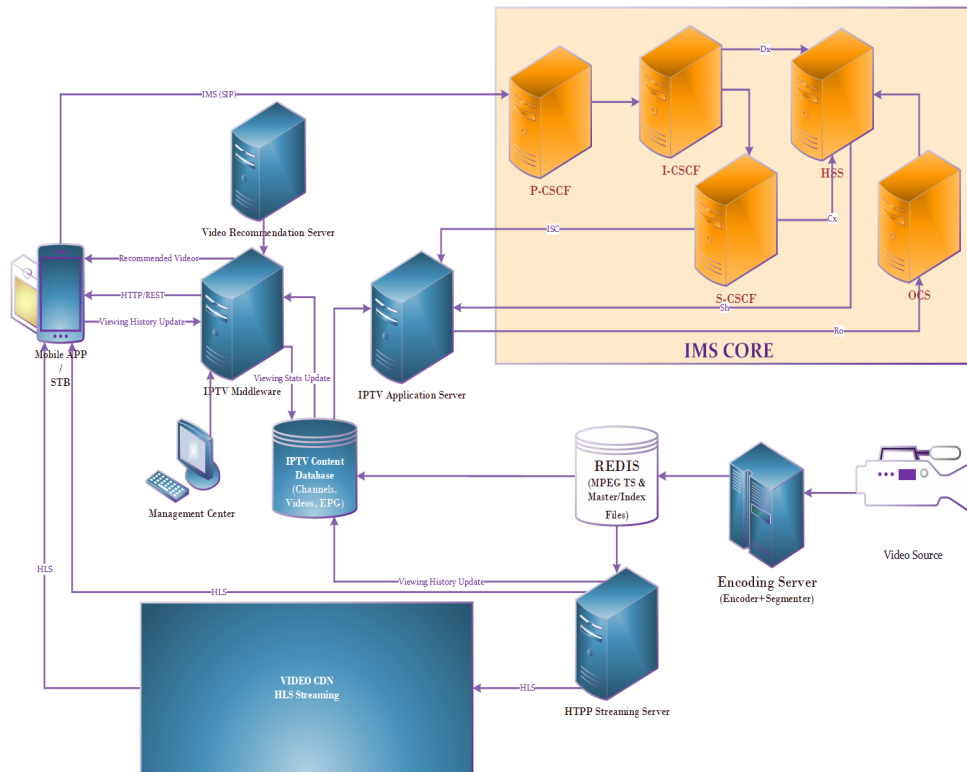 Dx
IMS (SIP)
P-CSCF
I-CSCF
HSS
Cx
ISC
S-CSCF
OCS
Sh
Ro
IMS CORE
Video Recommendation Server
Recommended Videos
HTTP/REST
Viewing History Update
Mobile APP
/
STB
IPTV Middleware
Viewing Stats Update
IPTV Application Server
Management Center
IPTV Content
Database
(Channels,
Videos, EPG)
REDIS
(MPEG TS &
Master/Index
Files)
Encoding Server
(Encoder+Segmenter)
Video Source
HLS
Viewing History Update
HLS
VIDEO CDN
HLS Streaming
HLS
HTPP Streaming Server